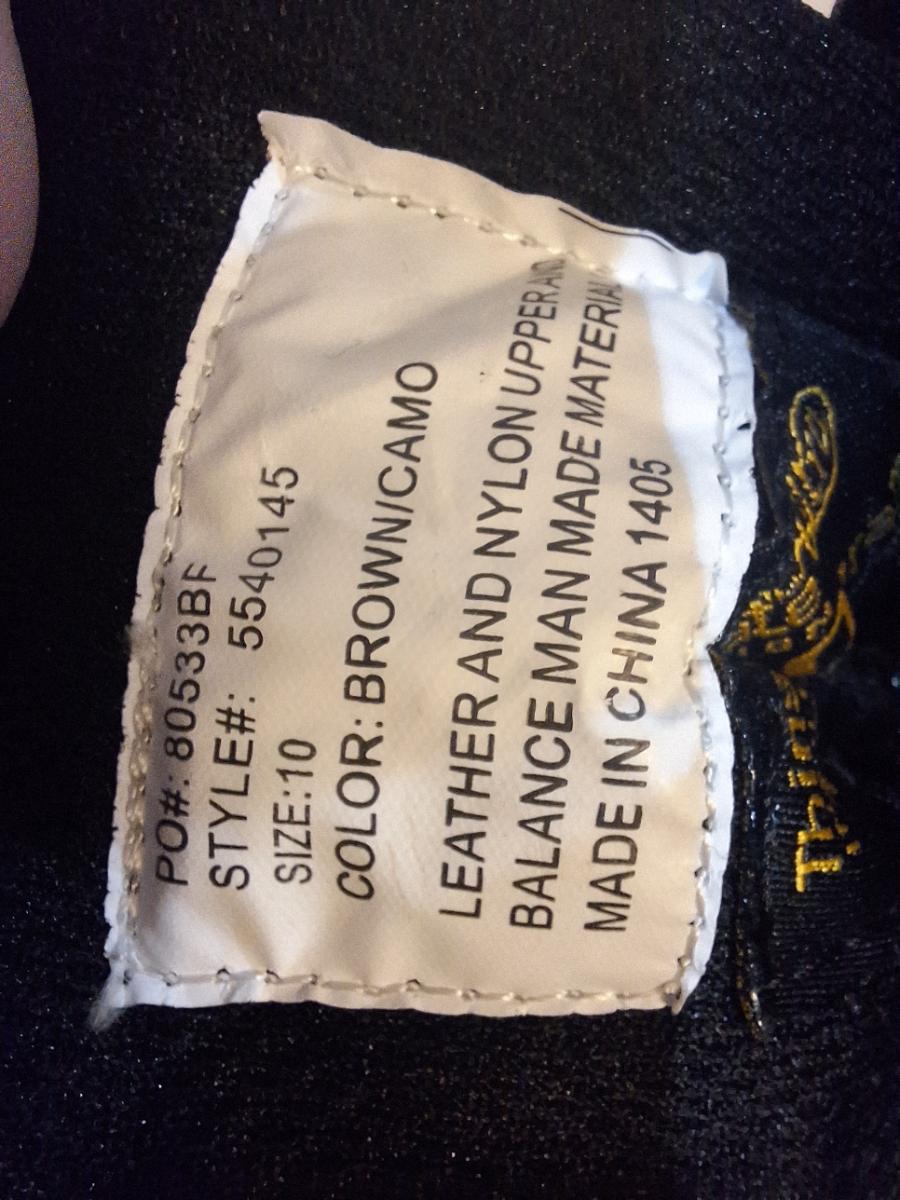 PO#: 80533BF
STYLE#: 5540145
SIZE:10
COLOR: BROWN/CAMO
LEATHER AND NYLON UPPER AND
BALANCE MAN MADE MATERIAL
MADE IN CHINA 1405